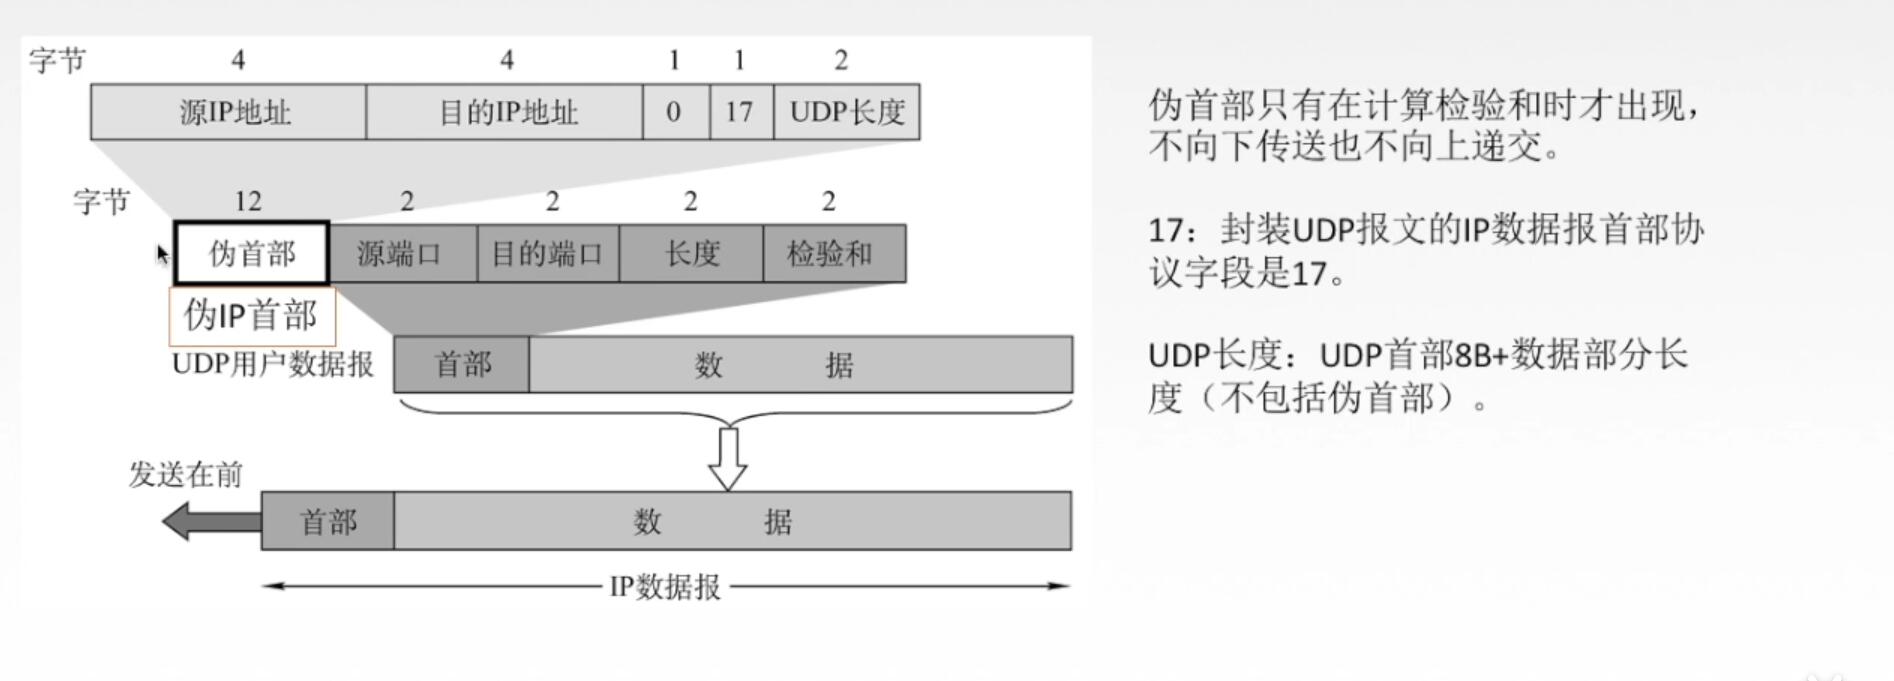 字节 4 4 1 1 2
源IP地址 目的IP地址 0 17 UDP长度
字节 12 2 2 2 2
伪首部 源端口 目的端口 长度 检验和
伪IP首部
UDP用户数据报 首部 数 据
发送在前
首部 数 据
IP数据报
伪首部只有在计算检验和时才出现，
不向下传送也不向上递交。
17：封装UDP报文的IP数据报首部协
议字段是17。
UDP长度：UDP首部8B+数据部分长
度（不包括伪首部）。